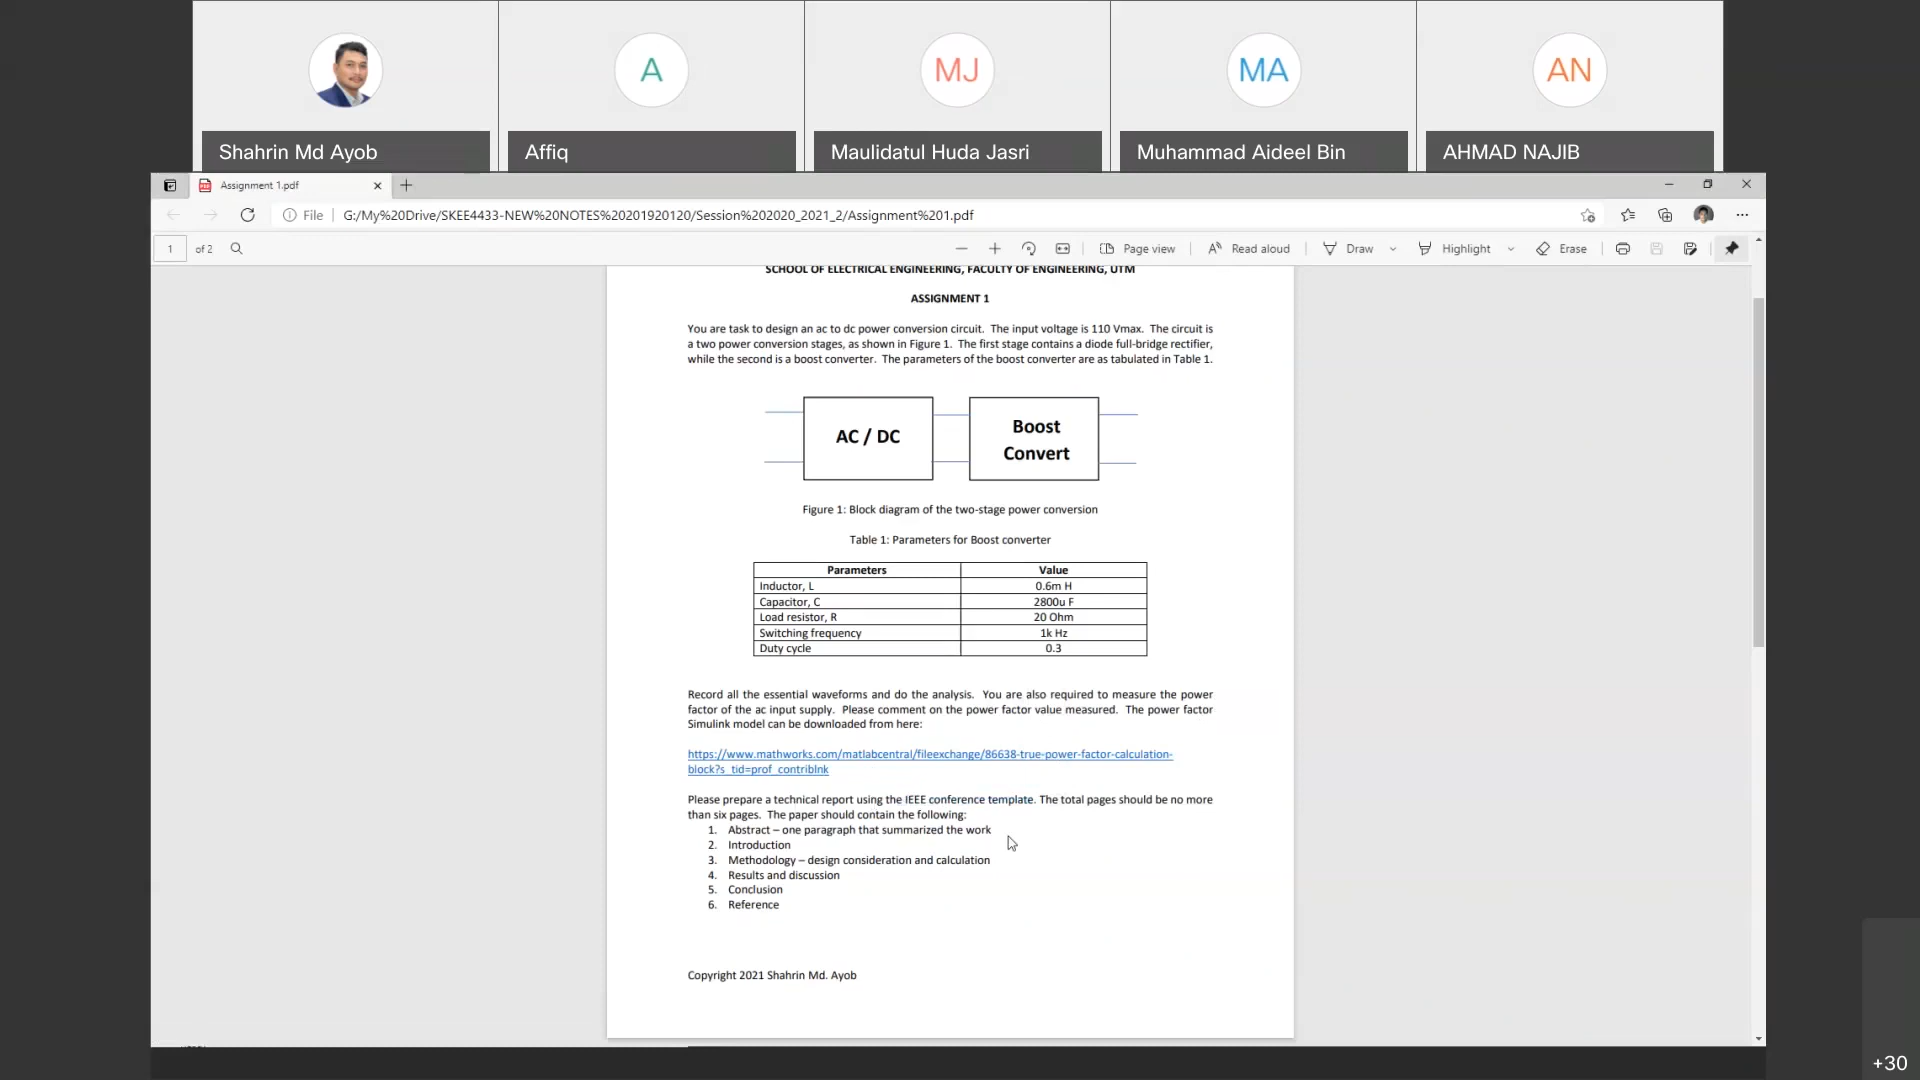 A
MJ
MA
AN
Shahrin Md Ayob
Affiq
Maulidatul Huda Jasri
Muhammad Aideel Bin
AHMAD NAJIB
Assignment 1.pdf
File
G:/My%20Drive/SKEE4433-NEW%20NOTES%20201920120/Session%202020_2021_2/Assignment%201.pdf
1 of 2
Page view
Read aloud
Draw
Highlight
Erase
SCHOOL OF ELECTRICAL ENGINEERING, FACULTY OF ENGINEERING, UTM
ASSIGNMENT 1
You are task to design an ac to dc power conversion circuit. The input voltage is 110 Vmax. The circuit is
a two power conversion stages, as shown in Figure 1. The first stage contains a diode full-bridge rectifier,
while the second is a boost converter. The parameters of the boost converter are as tabulated in Table 1.
AC / DC
Boost
Convert
Figure 1: Block diagram of the two-stage power conversion
Table 1: Parameters for Boost converter
Parameters Value
Inductor, L 0.6m H
Capacitor, C 2800u F
Load resistor, R 20 Ohm
Switching frequency 1k Hz
Duty cycle 0.3
Record all the essential waveforms and do the analysis. You are also required to measure the power
factor of the ac input supply. Please comment on the power factor value measured. The power factor
Simulink model can be downloaded from here:
https://www.mathworks.com/matlabcentral/fileexchange/86638-true-power-factor-calculation-
block?s_tid=prof_contriblnk
Please prepare a technical report using the IEEE conference template. The total pages should be no more
than six pages. The paper should contain the following:
1. Abstract – one paragraph that summarized the work
2. Introduction
3. Methodology – design consideration and calculation
4. Results and discussion
5. Conclusion
6. Reference
Copyright 2021 Shahrin Md. Ayob
+30